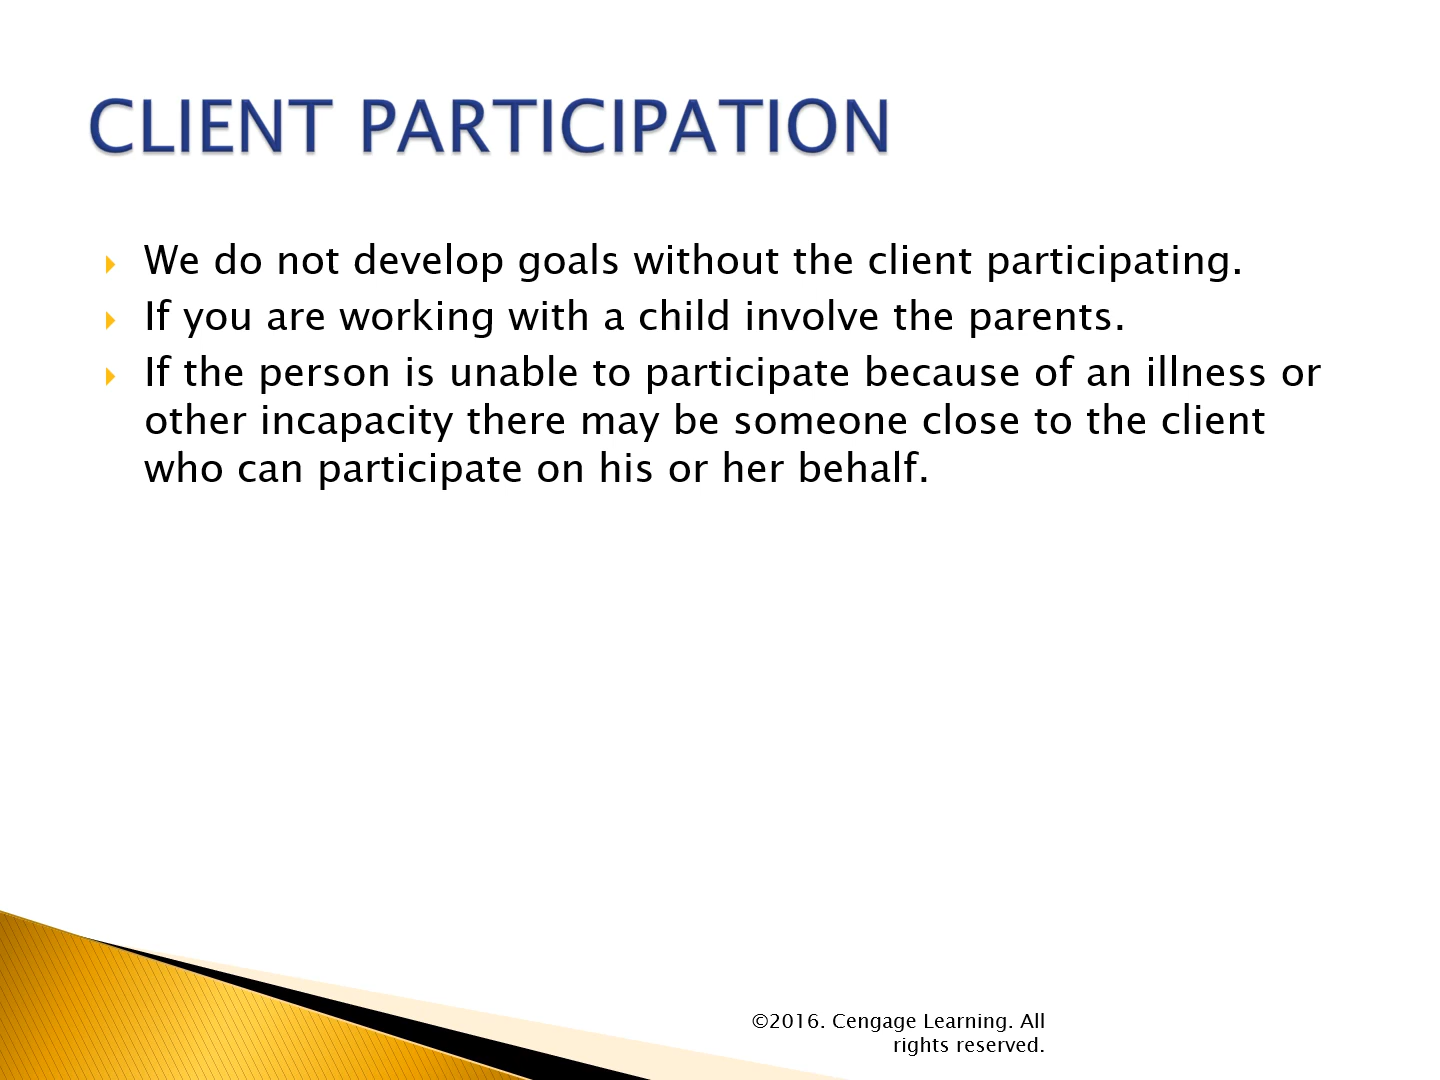 CLIENT PARTICIPATION
We do not develop goals without the client participating.
If you are working with a child involve the parents.
If the person is unable to participate because of an illness or
other incapacity there may be someone close to the client
who can participate on his or her behalf.
©2016. Cengage Learning. All
rights reserved.